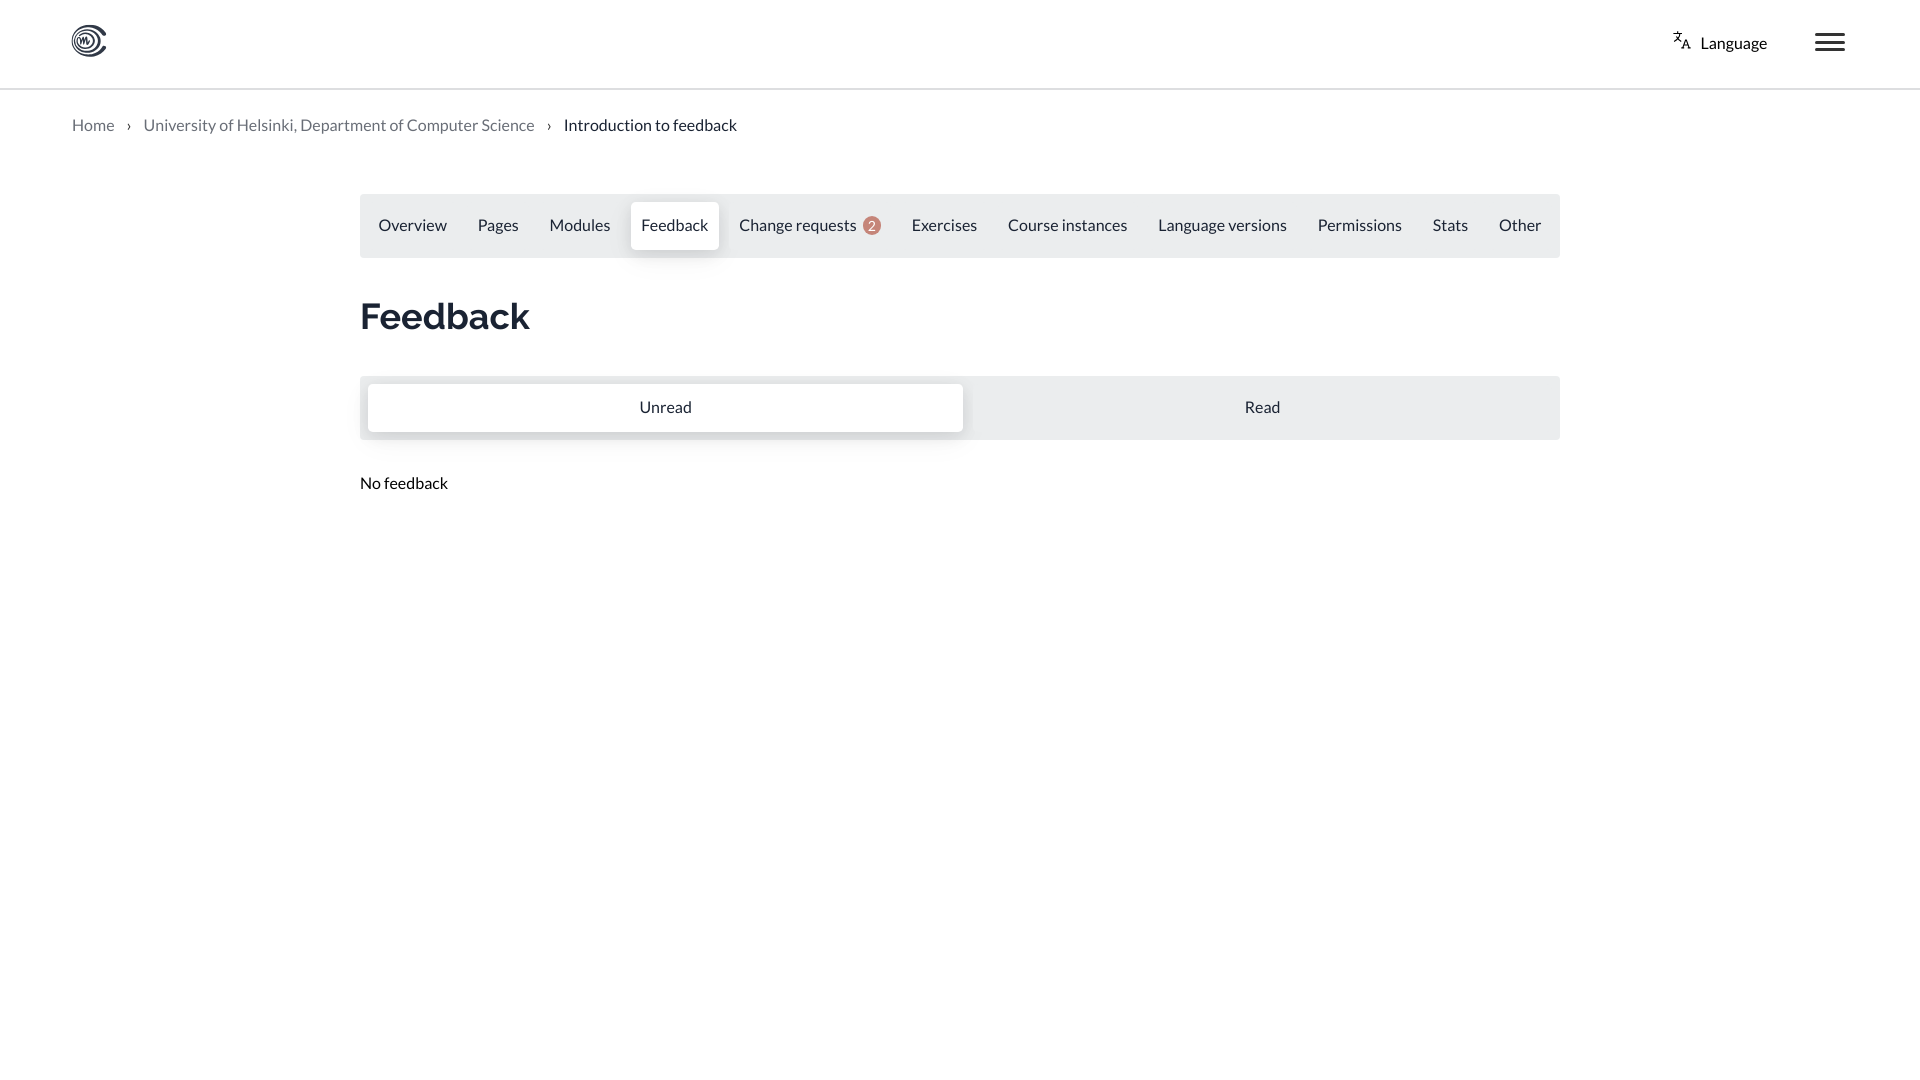 Language
Home › University of Helsinki, Department of Computer Science › Introduction to feedback
Overview Pages Modules Feedback Change requests 2 Exercises Course instances Language versions Permissions Stats Other
Feedback
Unread Read
No feedback